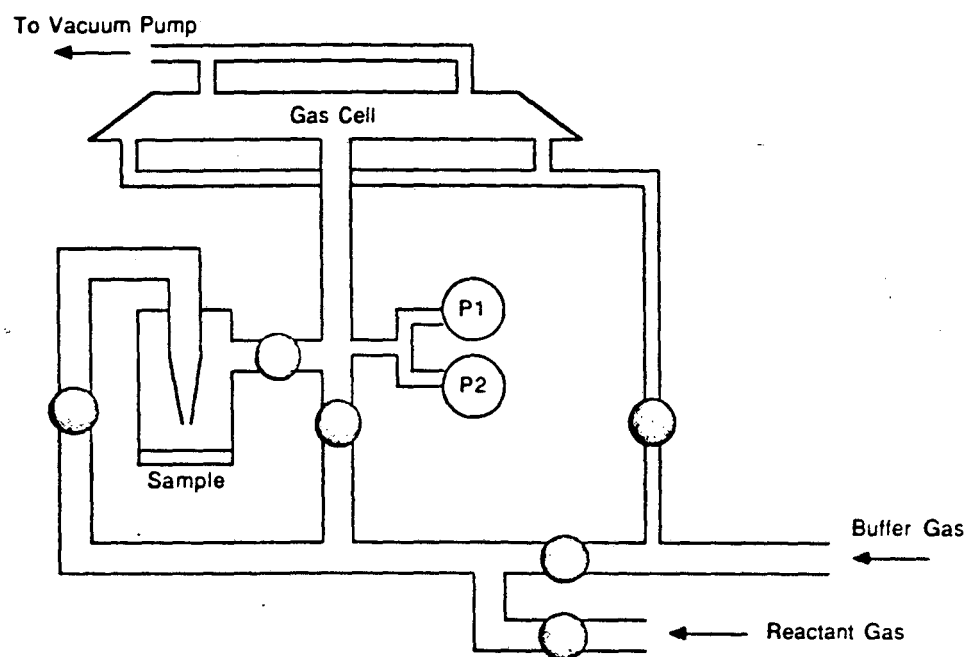 To Vacuum Pump
Gas Cell
P1
P2
Sample
Buffer Gas
Reactant Gas